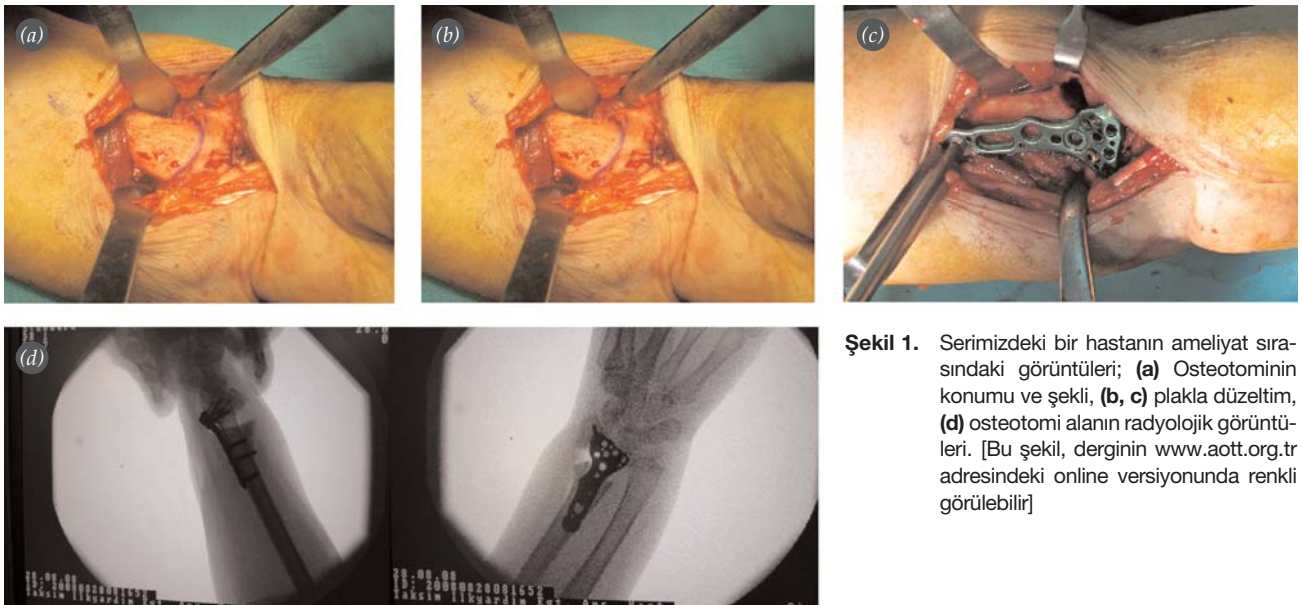 (a)
(b)
(c)
(d)
Şekil 1. Serimizdeki bir hastanın ameliyat sıra-
sındaki görüntüleri; (a) Osteotominin
konumu ve şekli, (b, c) plakla düzeltim,
(d) osteotomi alanın radyolojik görüntü-
leri. [Bu şekil, derginin www.aott.org.tr
adresindeki online versiyonunda renkli
görülebilir]